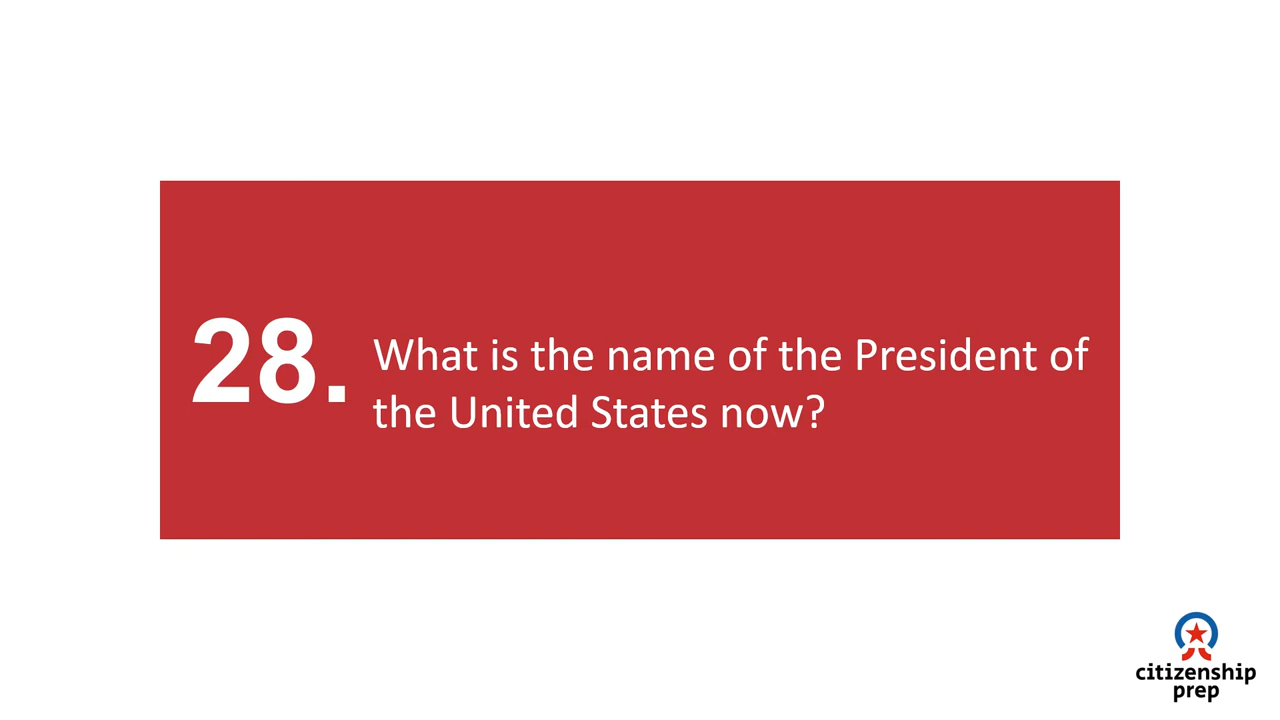 28. What is the name of the President of
the United States now?
citizenship
prep